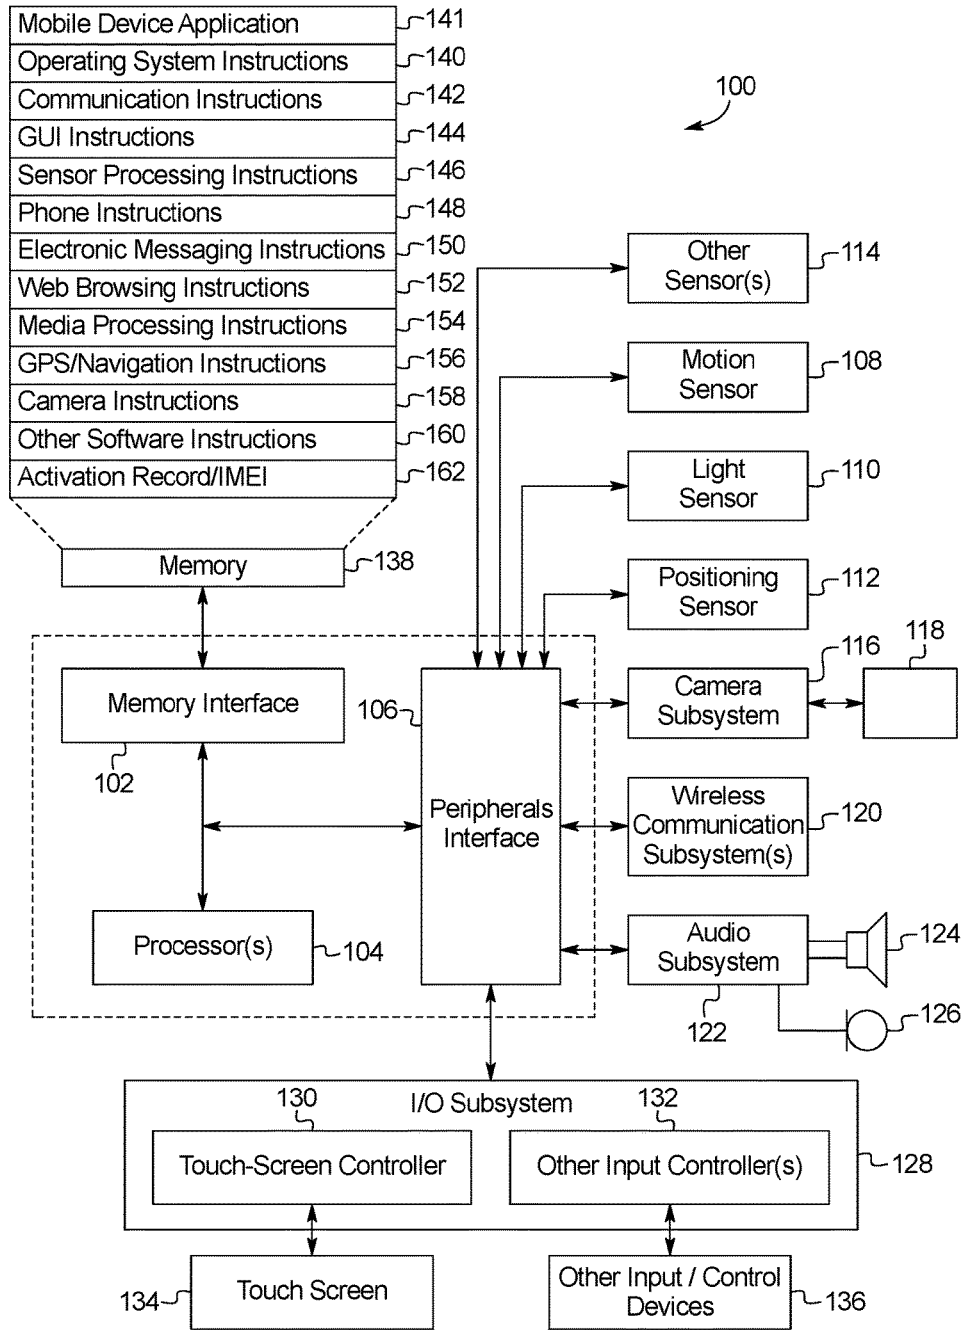 Mobile Device Application 141
Operating System Instructions 140
Communication Instructions 142
GUI Instructions 144
Sensor Processing Instructions 146
Phone Instructions 148
Electronic Messaging Instructions 150
Web Browsing Instructions 152
Media Processing Instructions 154
GPS/Navigation Instructions 156
Camera Instructions 158
Other Software Instructions 160
Activation Record/IMEI 162
Memory 138
100
Other
Sensor(s)
114
Motion
Sensor
108
Light
Sensor
110
Positioning
Sensor
112
Memory Interface
102
106
Peripherals
Interface
Processor(s)
104
Camera
Subsystem
116
118
Wireless
Communication
Subsystem(s)
120
Audio
Subsystem
122
124
126
I/O Subsystem
128
130
Touch-Screen Controller
132
Other Input Controller(s)
Touch Screen
134
Other Input / Control
Devices
136